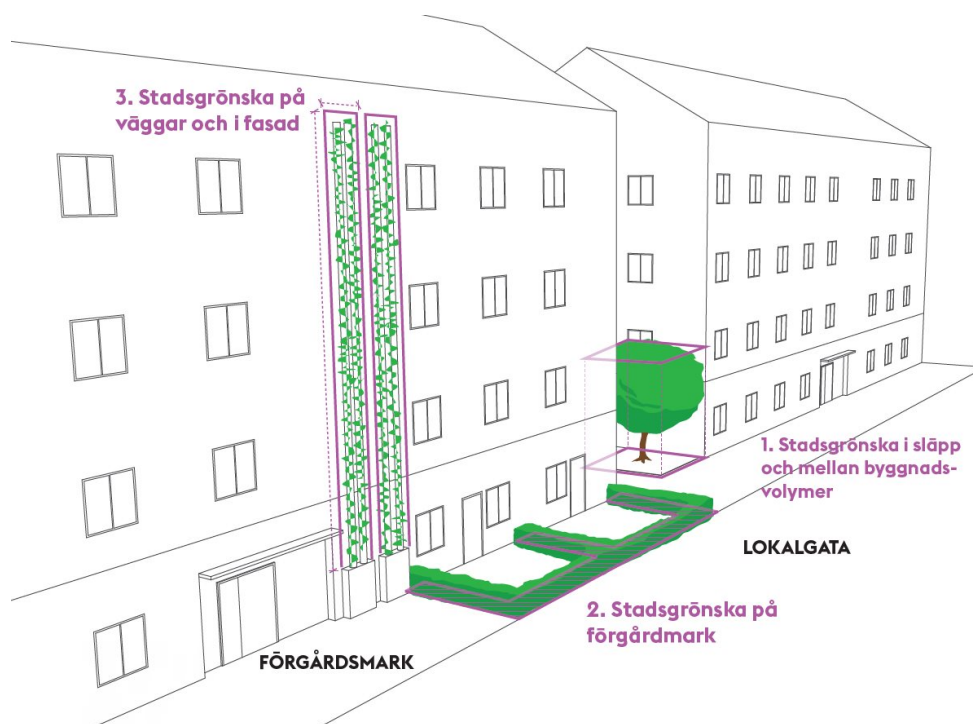 3. Stadsgrönska på
väggar och i fasad
1. Stadsgrönska i släpp
och mellan byggnads-
volymer
LOKALGATA
2. Stadsgrönska på
förgårdmark
FÖRGÅRDSMARK